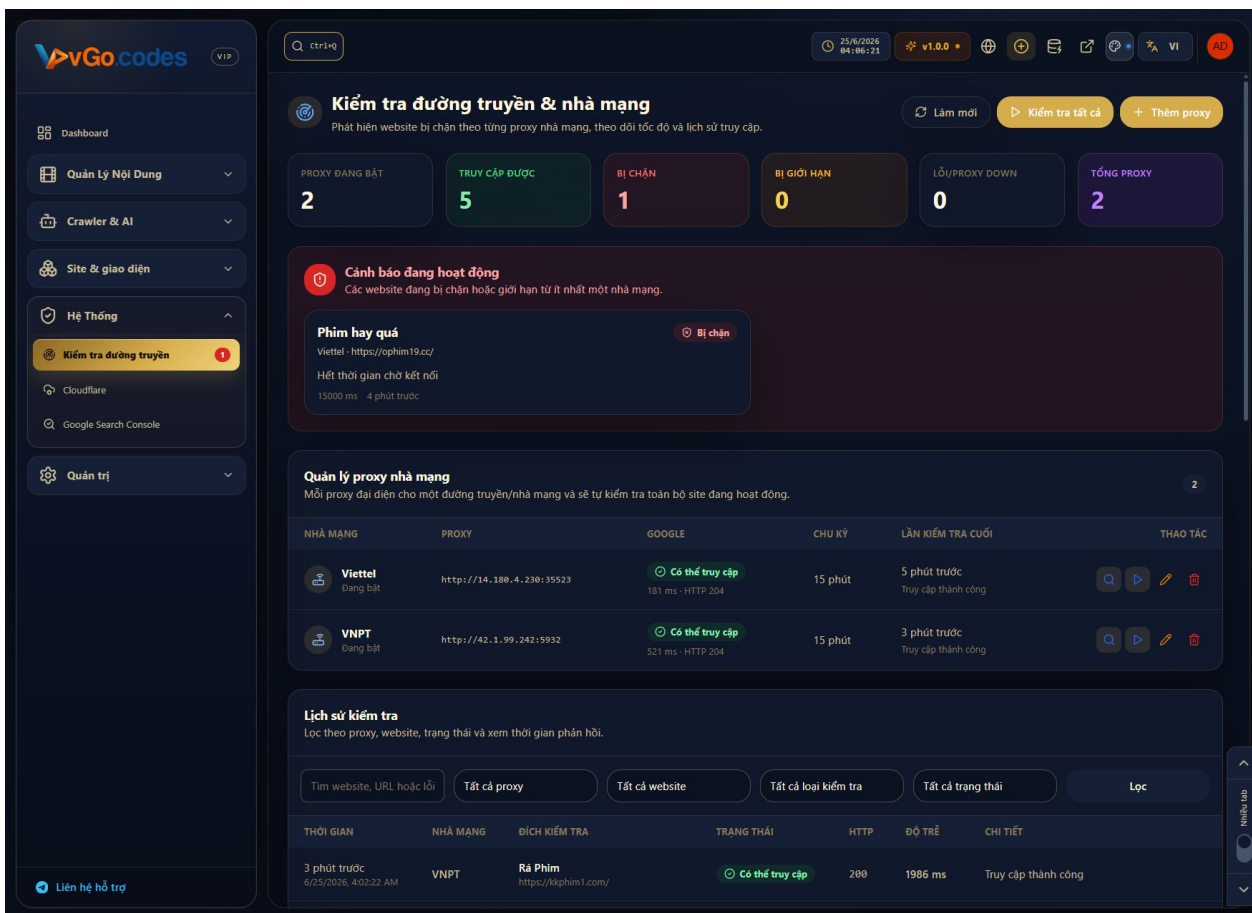 vGo.codes
VIP
Dashboard
Quản Lý Nội Dung
Crawler & AI
Site & giao diện
Hệ Thống
Kiểm tra đường truyền
1
Cloudflare
Google Search Console
Quản trị
Liên hệ hỗ trợ
Ctrl+Q
25/6/2026
04:06:21
v1.0.0
VI
AD
Kiểm tra đường truyền & nhà mạng
Phát hiện website bị chặn theo từng proxy nhà mạng, theo dõi tốc độ và lịch sử truy cập.
Làm mới
Kiểm tra tất cả
+ Thêm proxy
PROXY ĐANG BẬT
2
TRUY CẬP ĐƯỢC
5
BỊ CHẶN
1
BỊ GIỚI HẠN
0
LỖI/PROXY DOWN
0
TỔNG PROXY
2
Cảnh báo đang hoạt động
Các website đang bị chặn hoặc giới hạn từ ít nhất một nhà mạng.
Phim hay quá
Bị chặn
Viettel · https://ophim19.cc/
Hết thời gian chờ kết nối
15000 ms 4 phút trước
Quản lý proxy nhà mạng
Mỗi proxy đại diện cho một đường truyền/nhà mạng và sẽ tự kiểm tra toàn bộ site đang hoạt động.
2
NHÀ MẠNG PROXY GOOGLE CHU KỲ LẦN KIỂM TRA CUỐI THAO TÁC
Viettel
Đang bật
http://14.180.4.230:35523
Có thể truy cập
181 ms · HTTP 204
15 phút
5 phút trước
Truy cập thành công
VNPT
Đang bật
http://42.1.99.242:5932
Có thể truy cập
521 ms · HTTP 204
15 phút
3 phút trước
Truy cập thành công
Lịch sử kiểm tra
Lọc theo proxy, website, trạng thái và xem thời gian phản hồi.
Tìm website, URL hoặc lỗi
Tất cả proxy
Tất cả website
Tất cả loại kiểm tra
Tất cả trạng thái
Lọc
THỜI GIAN NHÀ MẠNG ĐÍCH KIỂM TRA TRẠNG THÁI HTTP ĐỘ TRỄ CHI TIẾT
3 phút trước
6/25/2026, 4:02:22 AM
VNPT
Rá Phim
https://kkphim1.com/
Có thể truy cập
200
1986 ms
Truy cập thành công
Nhiều tab